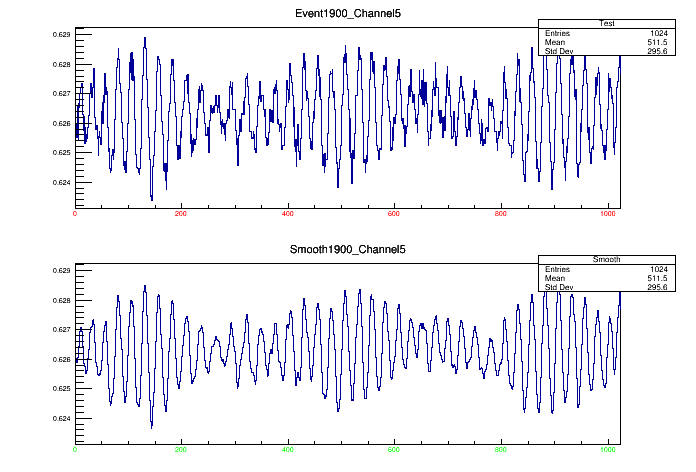 Event1900_Channel5
Test
Entries 1024
Mean 511.5
Std Dev 295.6
0.629
0.628
0.627
0.626
0.625
0.624
0 200 400 600 800 1000
Smooth1900_Channel5
Smooth
Entries 1024
Mean 511.5
Std Dev 295.6
0.629
0.628
0.627
0.626
0.625
0.624
0 200 400 600 800 1000